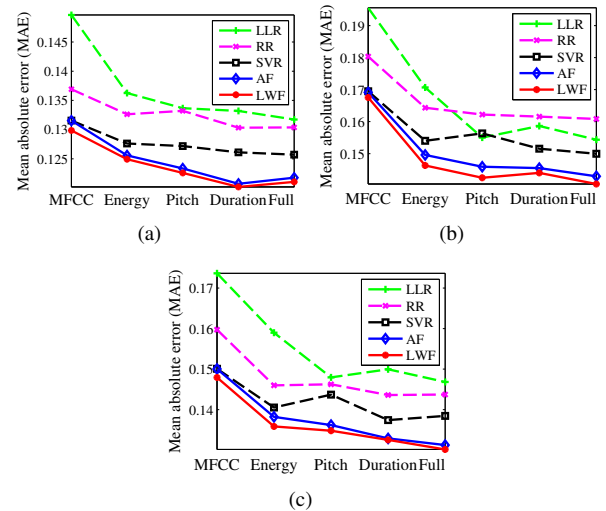 Mean absolute error (MAE)
0.145
0.14
0.135
0.13
0.125
MFCC Energy Pitch Duration Full
LLR
RR
SVR
AF
LWF
(a)
Mean absolute error (MAE)
0.19
0.18
0.17
0.16
0.15
MFCC Energy Pitch Duration Full
LLR
RR
SVR
AF
LWF
(b)
Mean absolute error (MAE)
0.17
0.16
0.15
0.14
MFCC Energy Pitch Duration Full
LLR
RR
SVR
AF
LWF
(c)